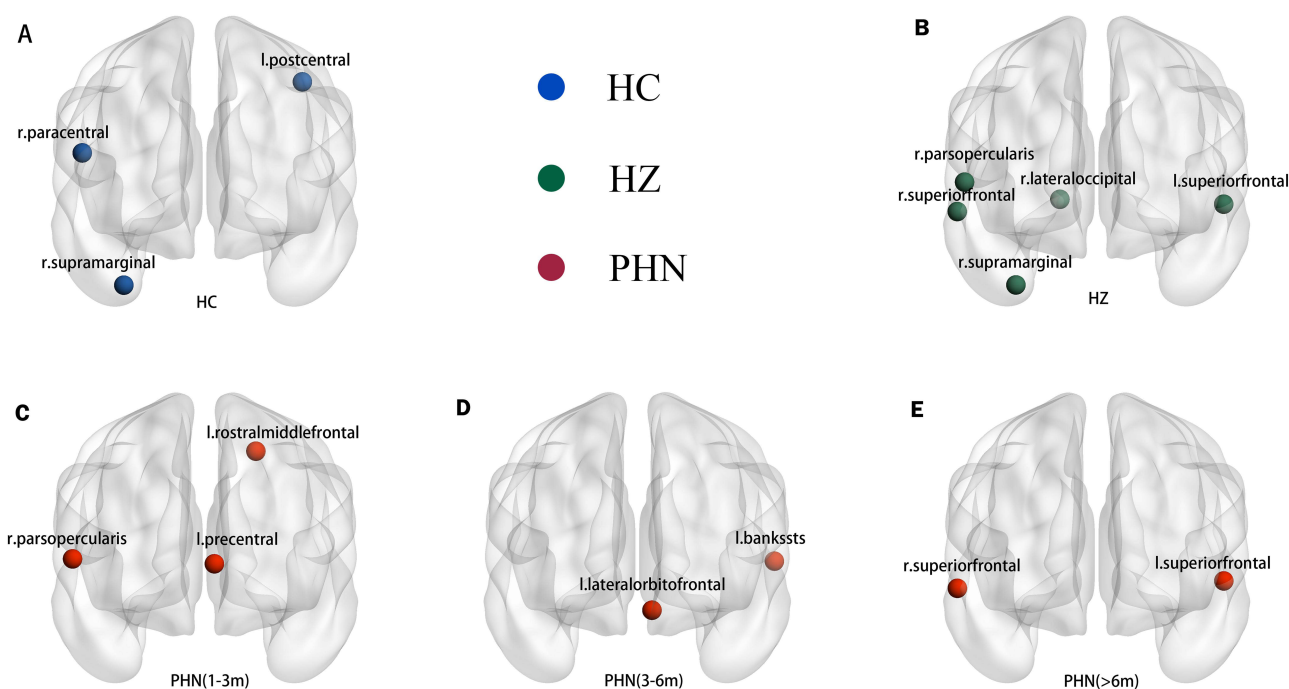 A
l.postcentral
r.paracentral
r.supramarginal
HC
HC
HZ
PHN
B
r.parsopercularis
r.lateraloccipital
l.superiorfrontal
r.superiorfrontal
r.supramarginal
HZ
C
l.rostralmiddlefrontal
r.parsopercularis
l.precentral
PHN(1-3m)
D
l.bankssts
l.lateralorbitofrontal
PHN(3-6m)
E
r.superiorfrontal
l.superiorfrontal
PHN(>6m)